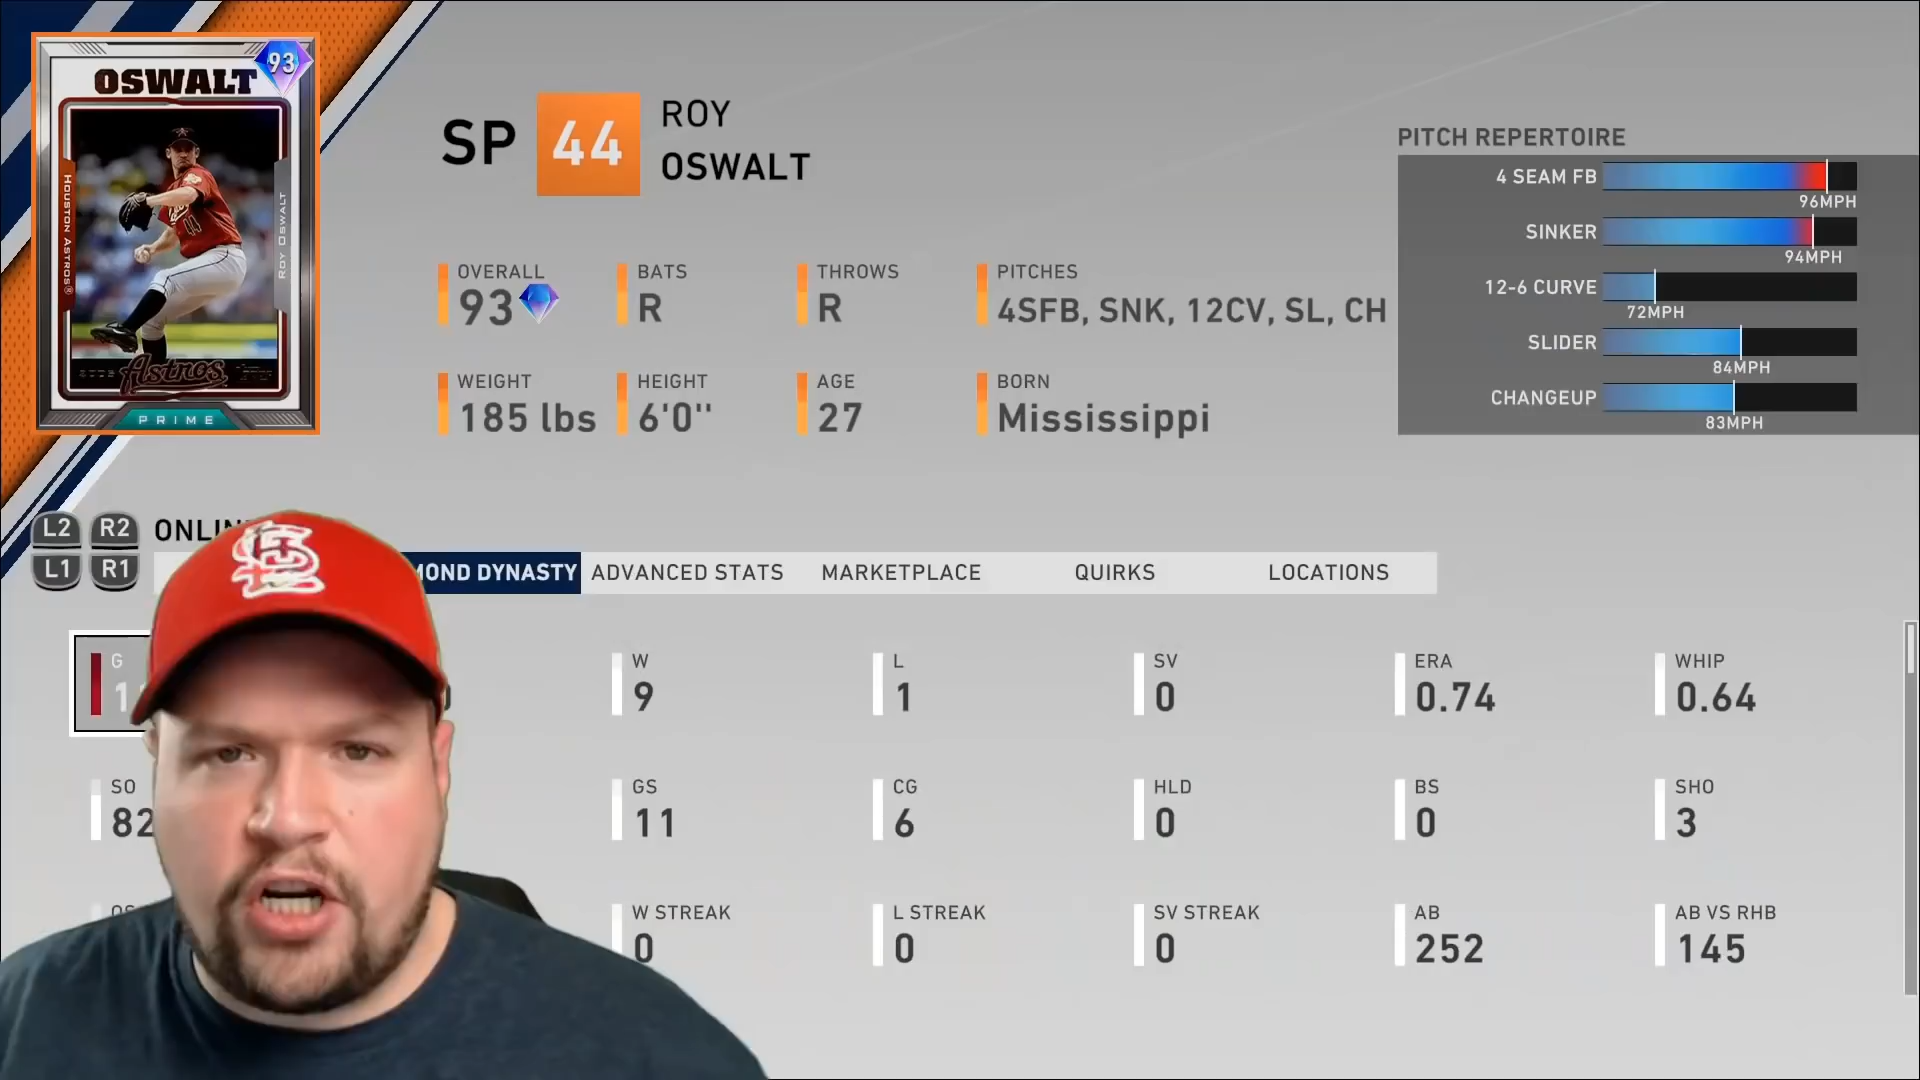 OSWALT
93
HOUSTON ASTROS®
ROY OSWALT
Astros
PRIME
SP
44
ROY
OSWALT
OVERALL
93
BATS
R
THROWS
R
PITCHES
4SFB, SNK, 12CV, SL, CH
WEIGHT
185 lbs
HEIGHT
6'0"
AGE
27
BORN
Mississippi
PITCH REPERTOIRE
4 SEAM FB
96MPH
SINKER
94MPH
12-6 CURVE
72MPH
SLIDER
84MPH
CHANGEUP
83MPH
L2 R2
L1 R1
STL
MOND DYNASTY ADVANCED STATS MARKETPLACE QUIRKS LOCATIONS
G
W
9
L
1
SV
0
ERA
0.74
WHIP
0.64
SO
82
GS
11
CG
6
HLD
0
BS
0
SHO
3
W STREAK
0
L STREAK
0
SV STREAK
0
AB
252
AB VS RHB
145